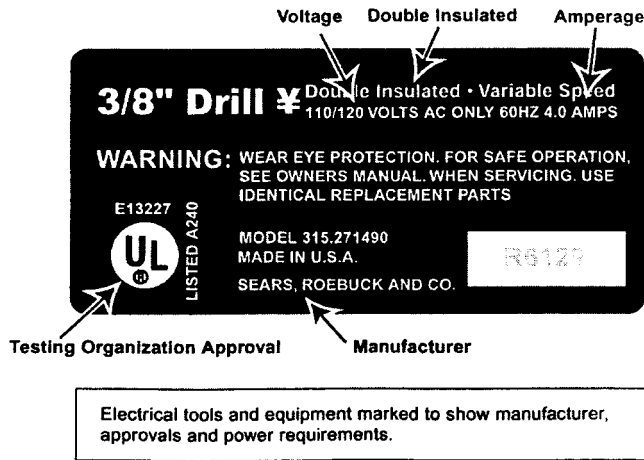 Voltage Double Insulated Amperage
3/8" Drill ¥ Double Insulated · Variable Speed
110/120 VOLTS AC ONLY 60HZ 4.0 AMPS
WARNING: WEAR EYE PROTECTION. FOR SAFE OPERATION,
SEE OWNERS MANUAL. WHEN SERVICING. USE
IDENTICAL REPLACEMENT PARTS
E13227
UL
®
LISTED A240
MODEL 315.271490
MADE IN U.S.A.
SEARS, ROEBUCK AND CO.
R6129
Testing Organization Approval Manufacturer
Electrical tools and equipment marked to show manufacturer,
approvals and power requirements.